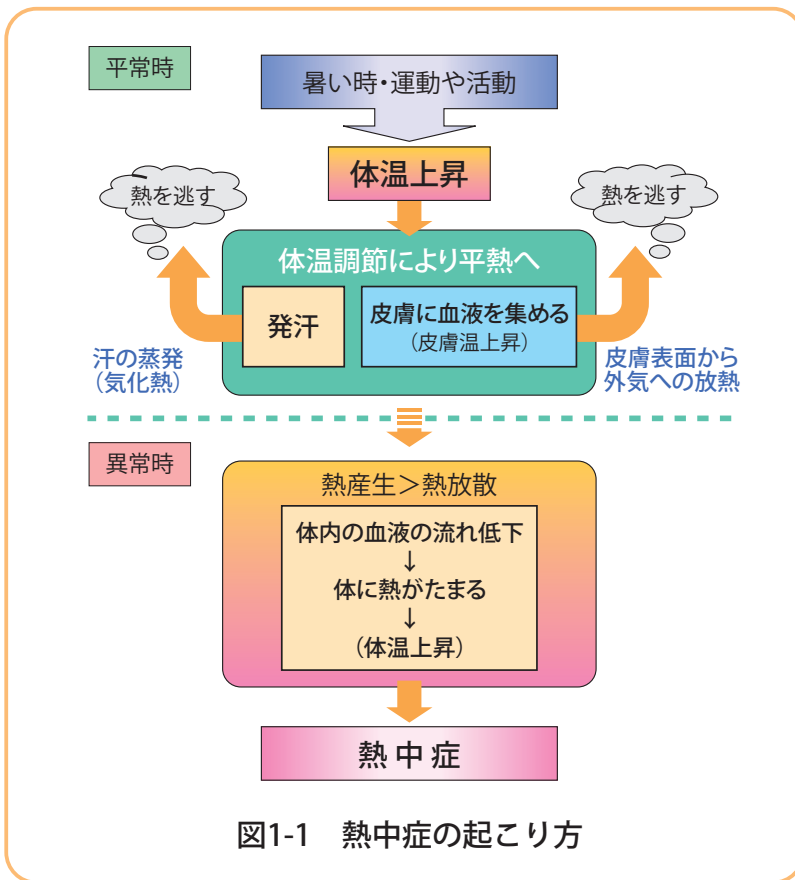 平常時
暑い時・運動や活動
体温上昇
熱を逃す
熱を逃す
体温調節により平熱へ
発汗
皮膚に血液を集める
（皮膚温上昇）
汗の蒸発
（気化熱）
皮膚表面から
外気への放熱
異常時
熱産生＞熱放散
体内の血液の流れ低下
↓
体に熱がたまる
↓
（体温上昇）
熱中症
図1-1　熱中症の起こり方